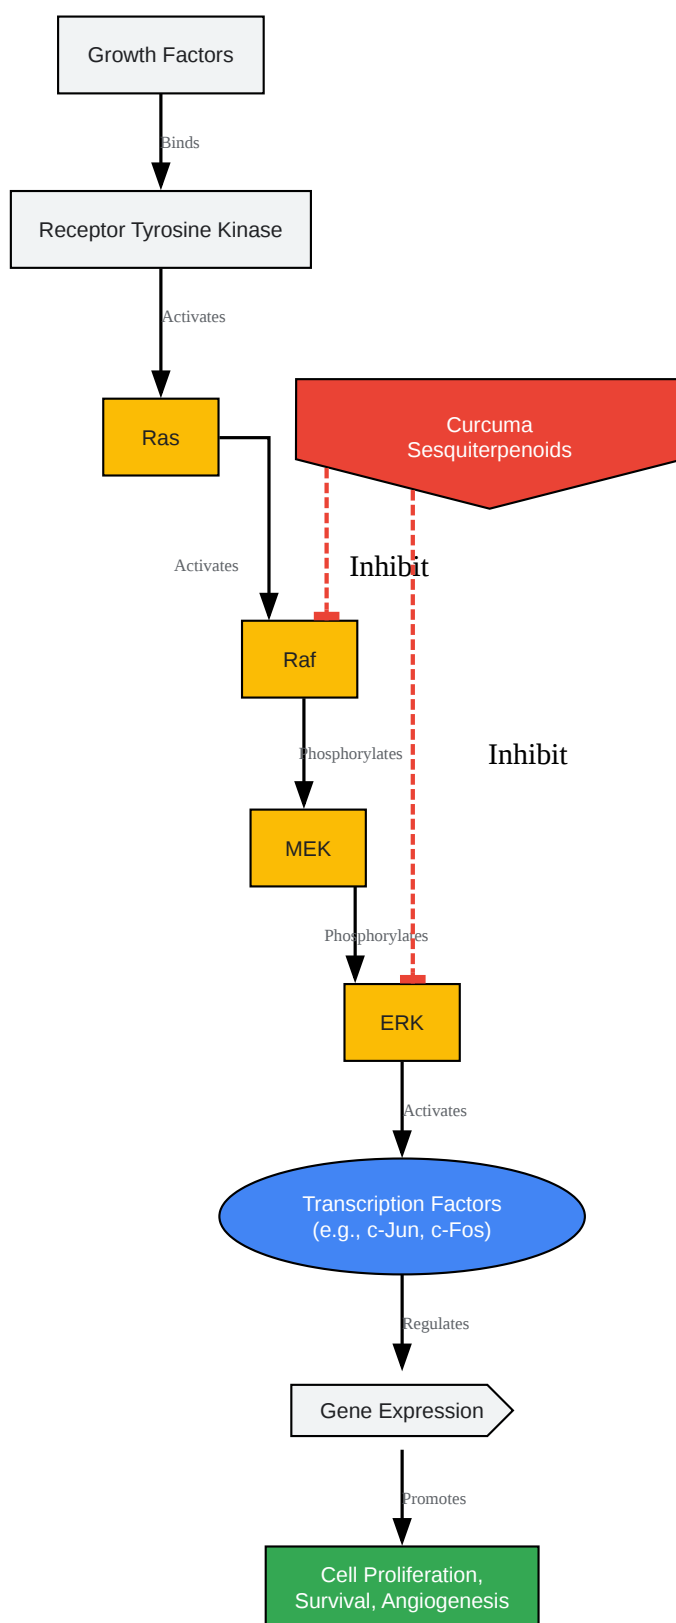 Growth Factors
Binds
Receptor Tyrosine Kinase
Activates
Ras
Curcuma
Sesquiterpenoids
Activates
Inhibit
Raf
Phosphorylates
Inhibit
MEK
Phosphorylates
ERK
Activates
Transcription Factors
(e.g., c-Jun, c-Fos)
Regulates
Gene Expression
Promotes
Cell Proliferation,
Survival, Angiogenesis